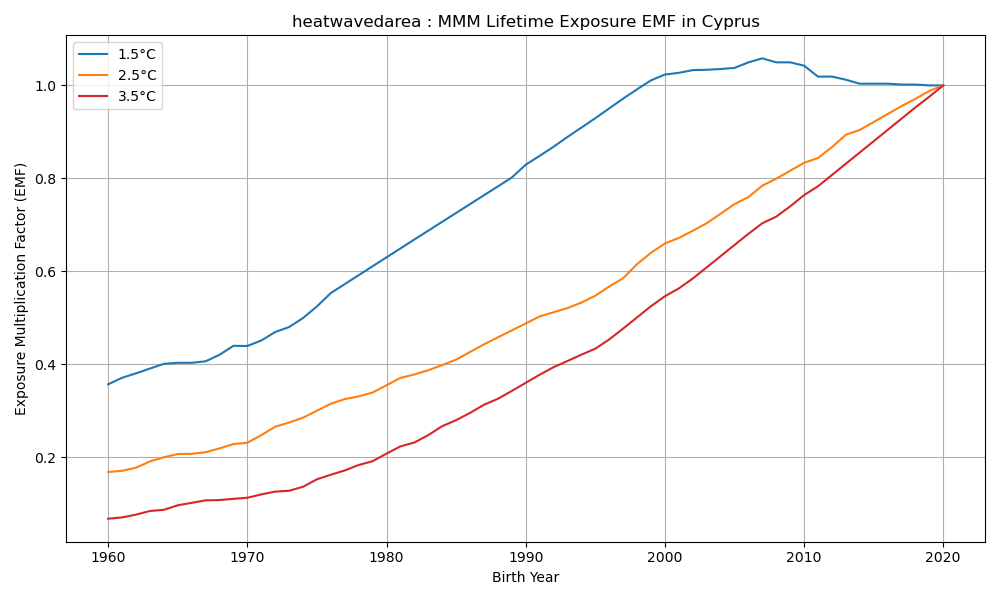 heatwavedarea : MMM Lifetime Exposure EMF in Cyprus
1.5°C
2.5°C
3.5°C
Exposure Multiplication Factor (EMF)
1.0
0.8
0.6
0.4
0.2
1960 1970 1980 1990 2000 2010 2020
Birth Year